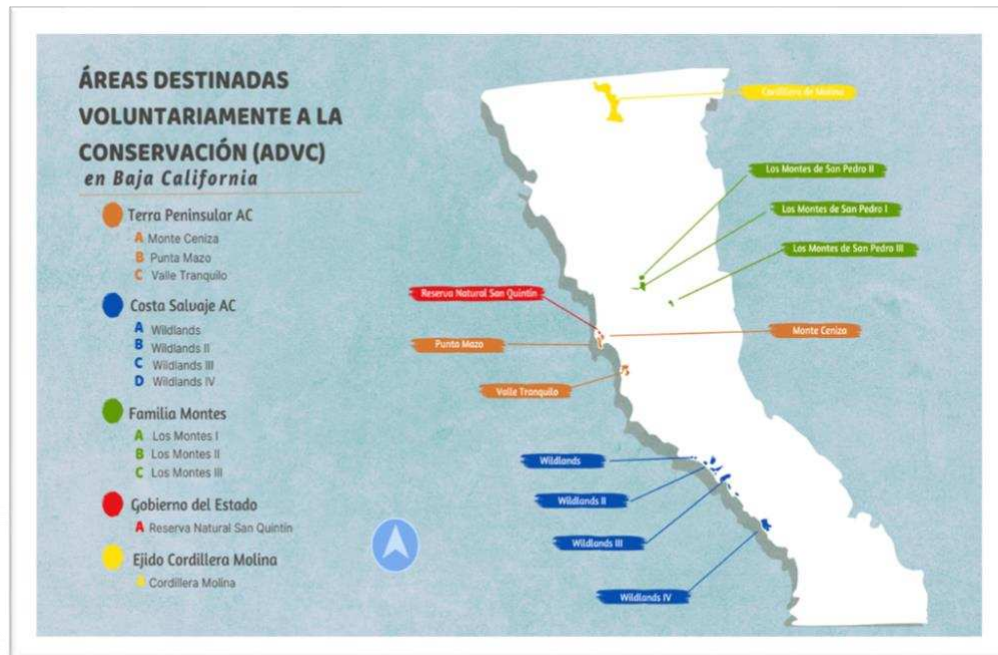 ÁREAS DESTINADAS
VOLUNTARIAMENTE A LA
CONSERVACIÓN (ADVC)
en Baja California
Terra Peninsular AC
A Monte Ceniza
B Punta Mazo
C Valle Tranquilo
Costa Salvaje AC
A Wildlands
B Wildlands II
C Wildlands III
D Wildlands IV
Familia Montes
A Los Montes I
B Los Montes II
C Los Montes III
Gobierno del Estado
A Reserva Natural San Quintín
Ejido Cordillera Molina
A Cordillera Molina
Cordillera de Molina
Los Montes de San Pedro II
Los Montes de San Pedro I
Los Montes de San Pedro III
Reserva Natural San Quintín
Monte Ceniza
Punta Mazo
Valle Tranquilo
Wildlands
Wildlands II
Wildlands III
Wildlands IV